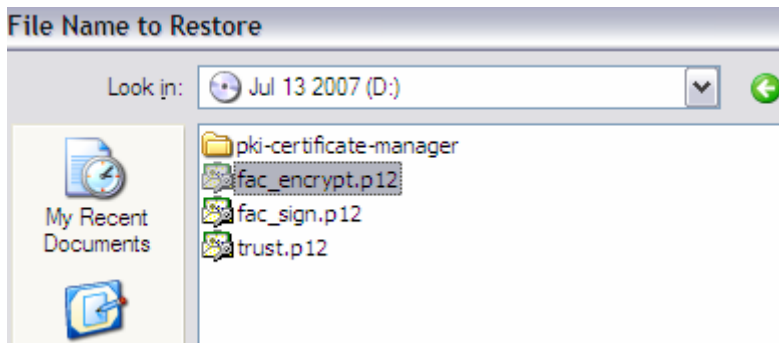 File Name to Restore
Look in:
Jul 13 2007 (D:)
pki-certificate-manager
fac_encrypt.p12
fac_sign.p12
trust.p12
My Recent
Documents